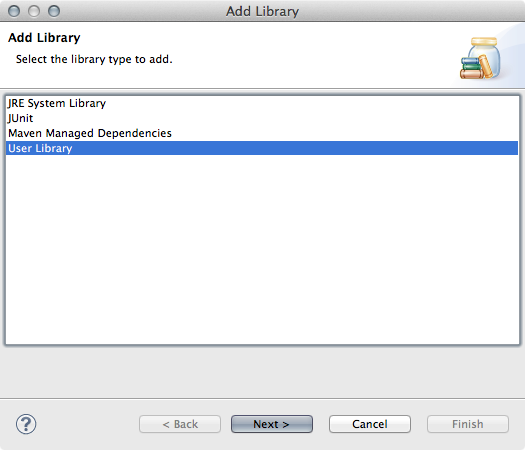 Add Library
Add Library
Select the library type to add.
JRE System Library
JUnit
Maven Managed Dependencies
User Library
?
< Back
Next >
Cancel
Finish